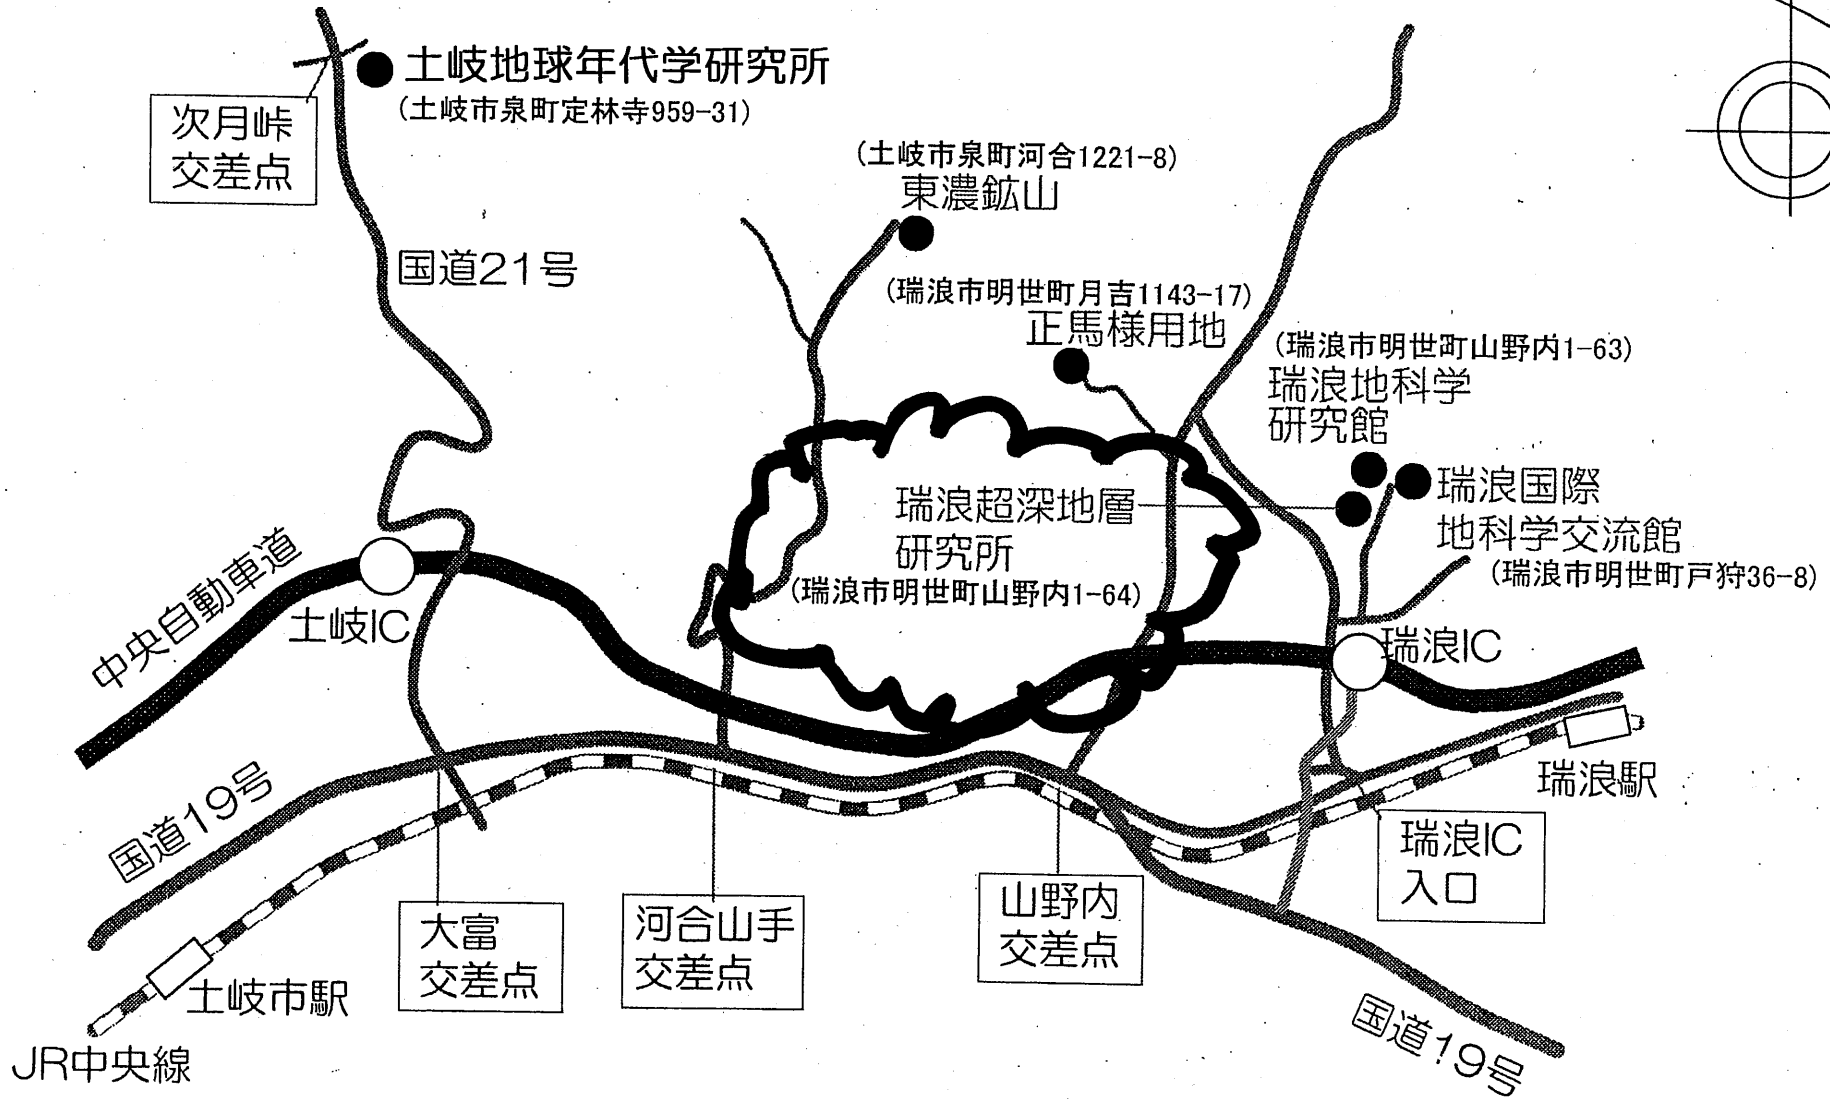 土岐地球年代学研究所
(土岐市泉町定林寺959-31)
次月峠
交差点
(土岐市泉町河合1221-8)
東濃鉱山
国道21号
(瑞浪市明世町月吉1143-17)
正馬様用地
(瑞浪市明世町山野内1-63)
瑞浪地科学
研究館
瑞浪国際
地科学交流館
(瑞浪市明世町戸狩36-8)
瑞浪超深地層
研究所
(瑞浪市明世町山野内1-64)
中央自動車道
土岐IC
瑞浪IC
国道19号
瑞浪駅
瑞浪IC
入口
大富
交差点
河合山手
交差点
山野内
交差点
土岐市駅
国道19号
JR中央線